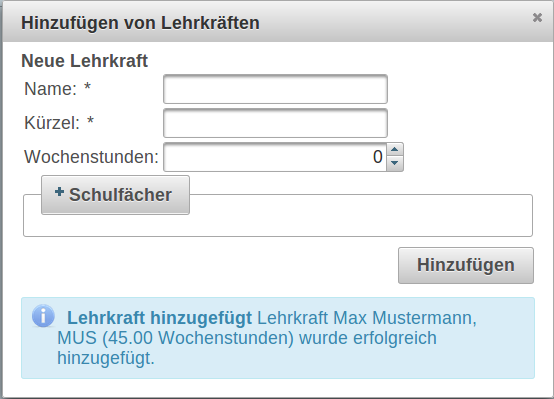 Hinzufügen von Lehrkräften
Neue Lehrkraft
Name: *
Kürzel: *
Wochenstunden: 0
Schulfächer
Hinzufügen
Lehrkraft hinzugefügt Lehrkraft Max Mustermann,
MUS (45.00 Wochenstunden) wurde erfolgreich
hinzugefügt.